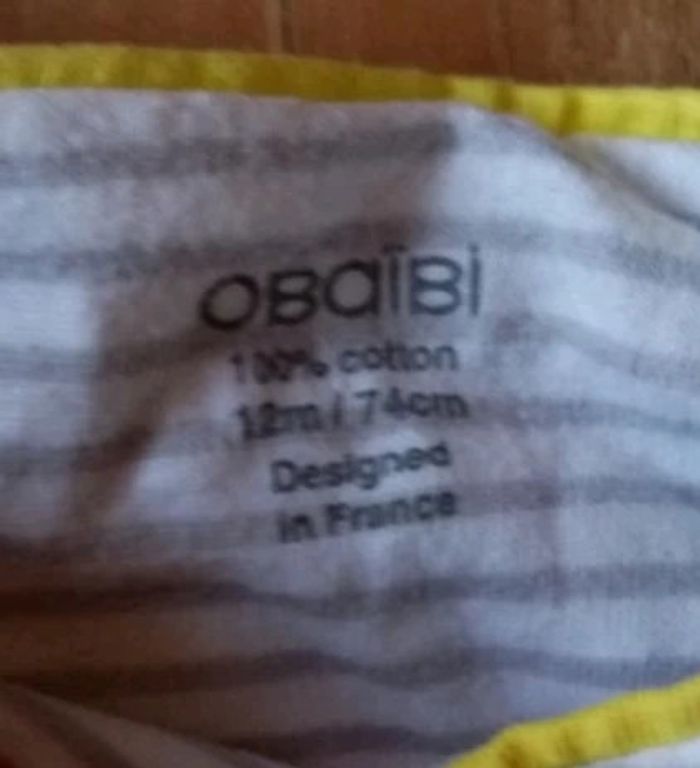 OBaïBi
100% cotton
12m / 74cm
Designed
in France